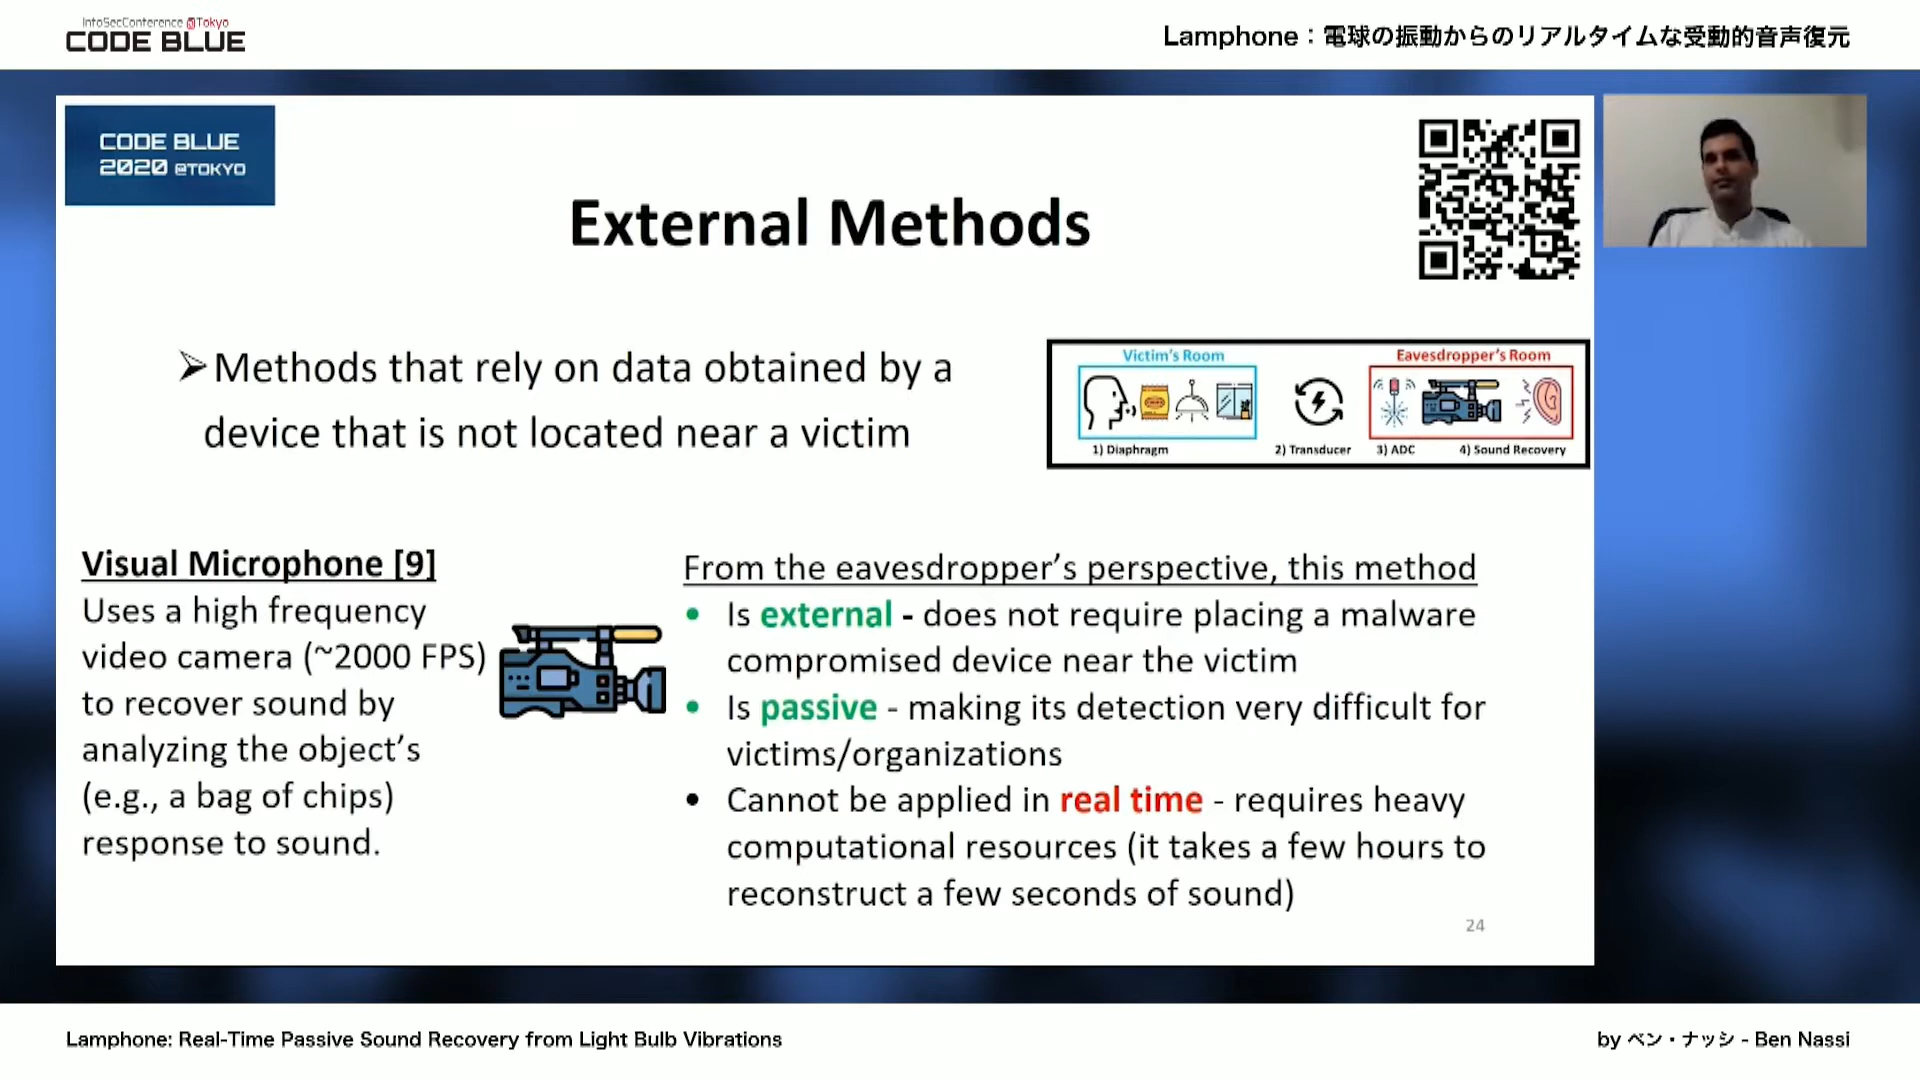 InfoSecConference @Tokyo
CODE BLUE
Lamphone：電球の振動からのリアルタイムな受動的音声復元
CODE BLUE
2020 @TOKYO
External Methods
➢Methods that rely on data obtained by a
device that is not located near a victim
Victim's Room
Eavesdropper's Room
1) Diaphragm
2) Transducer
3) ADC
4) Sound Recovery
Visual Microphone [9]
Uses a high frequency
video camera (~2000 FPS)
to recover sound by
analyzing the object's
(e.g., a bag of chips)
response to sound.
From the eavesdropper's perspective, this method
• Is external - does not require placing a malware
compromised device near the victim
• Is passive - making its detection very difficult for
victims/organizations
• Cannot be applied in real time - requires heavy
computational resources (it takes a few hours to
reconstruct a few seconds of sound)
24
Lamphone: Real-Time Passive Sound Recovery from Light Bulb Vibrations
by ベン・ナッシ - Ben Nassi